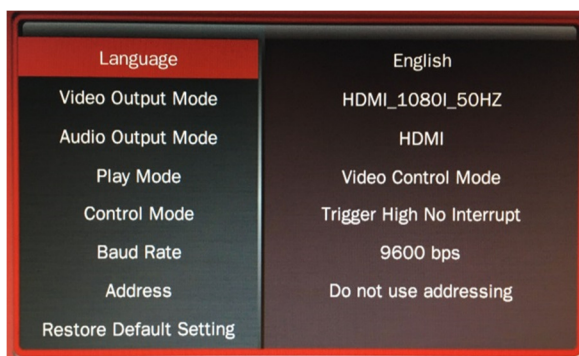 Language English
Video Output Mode HDMI_1080I_50HZ
Audio Output Mode HDMI
Play Mode Video Control Mode
Control Mode Trigger High No Interrupt
Baud Rate 9600 bps
Address Do not use addressing
Restore Default Setting